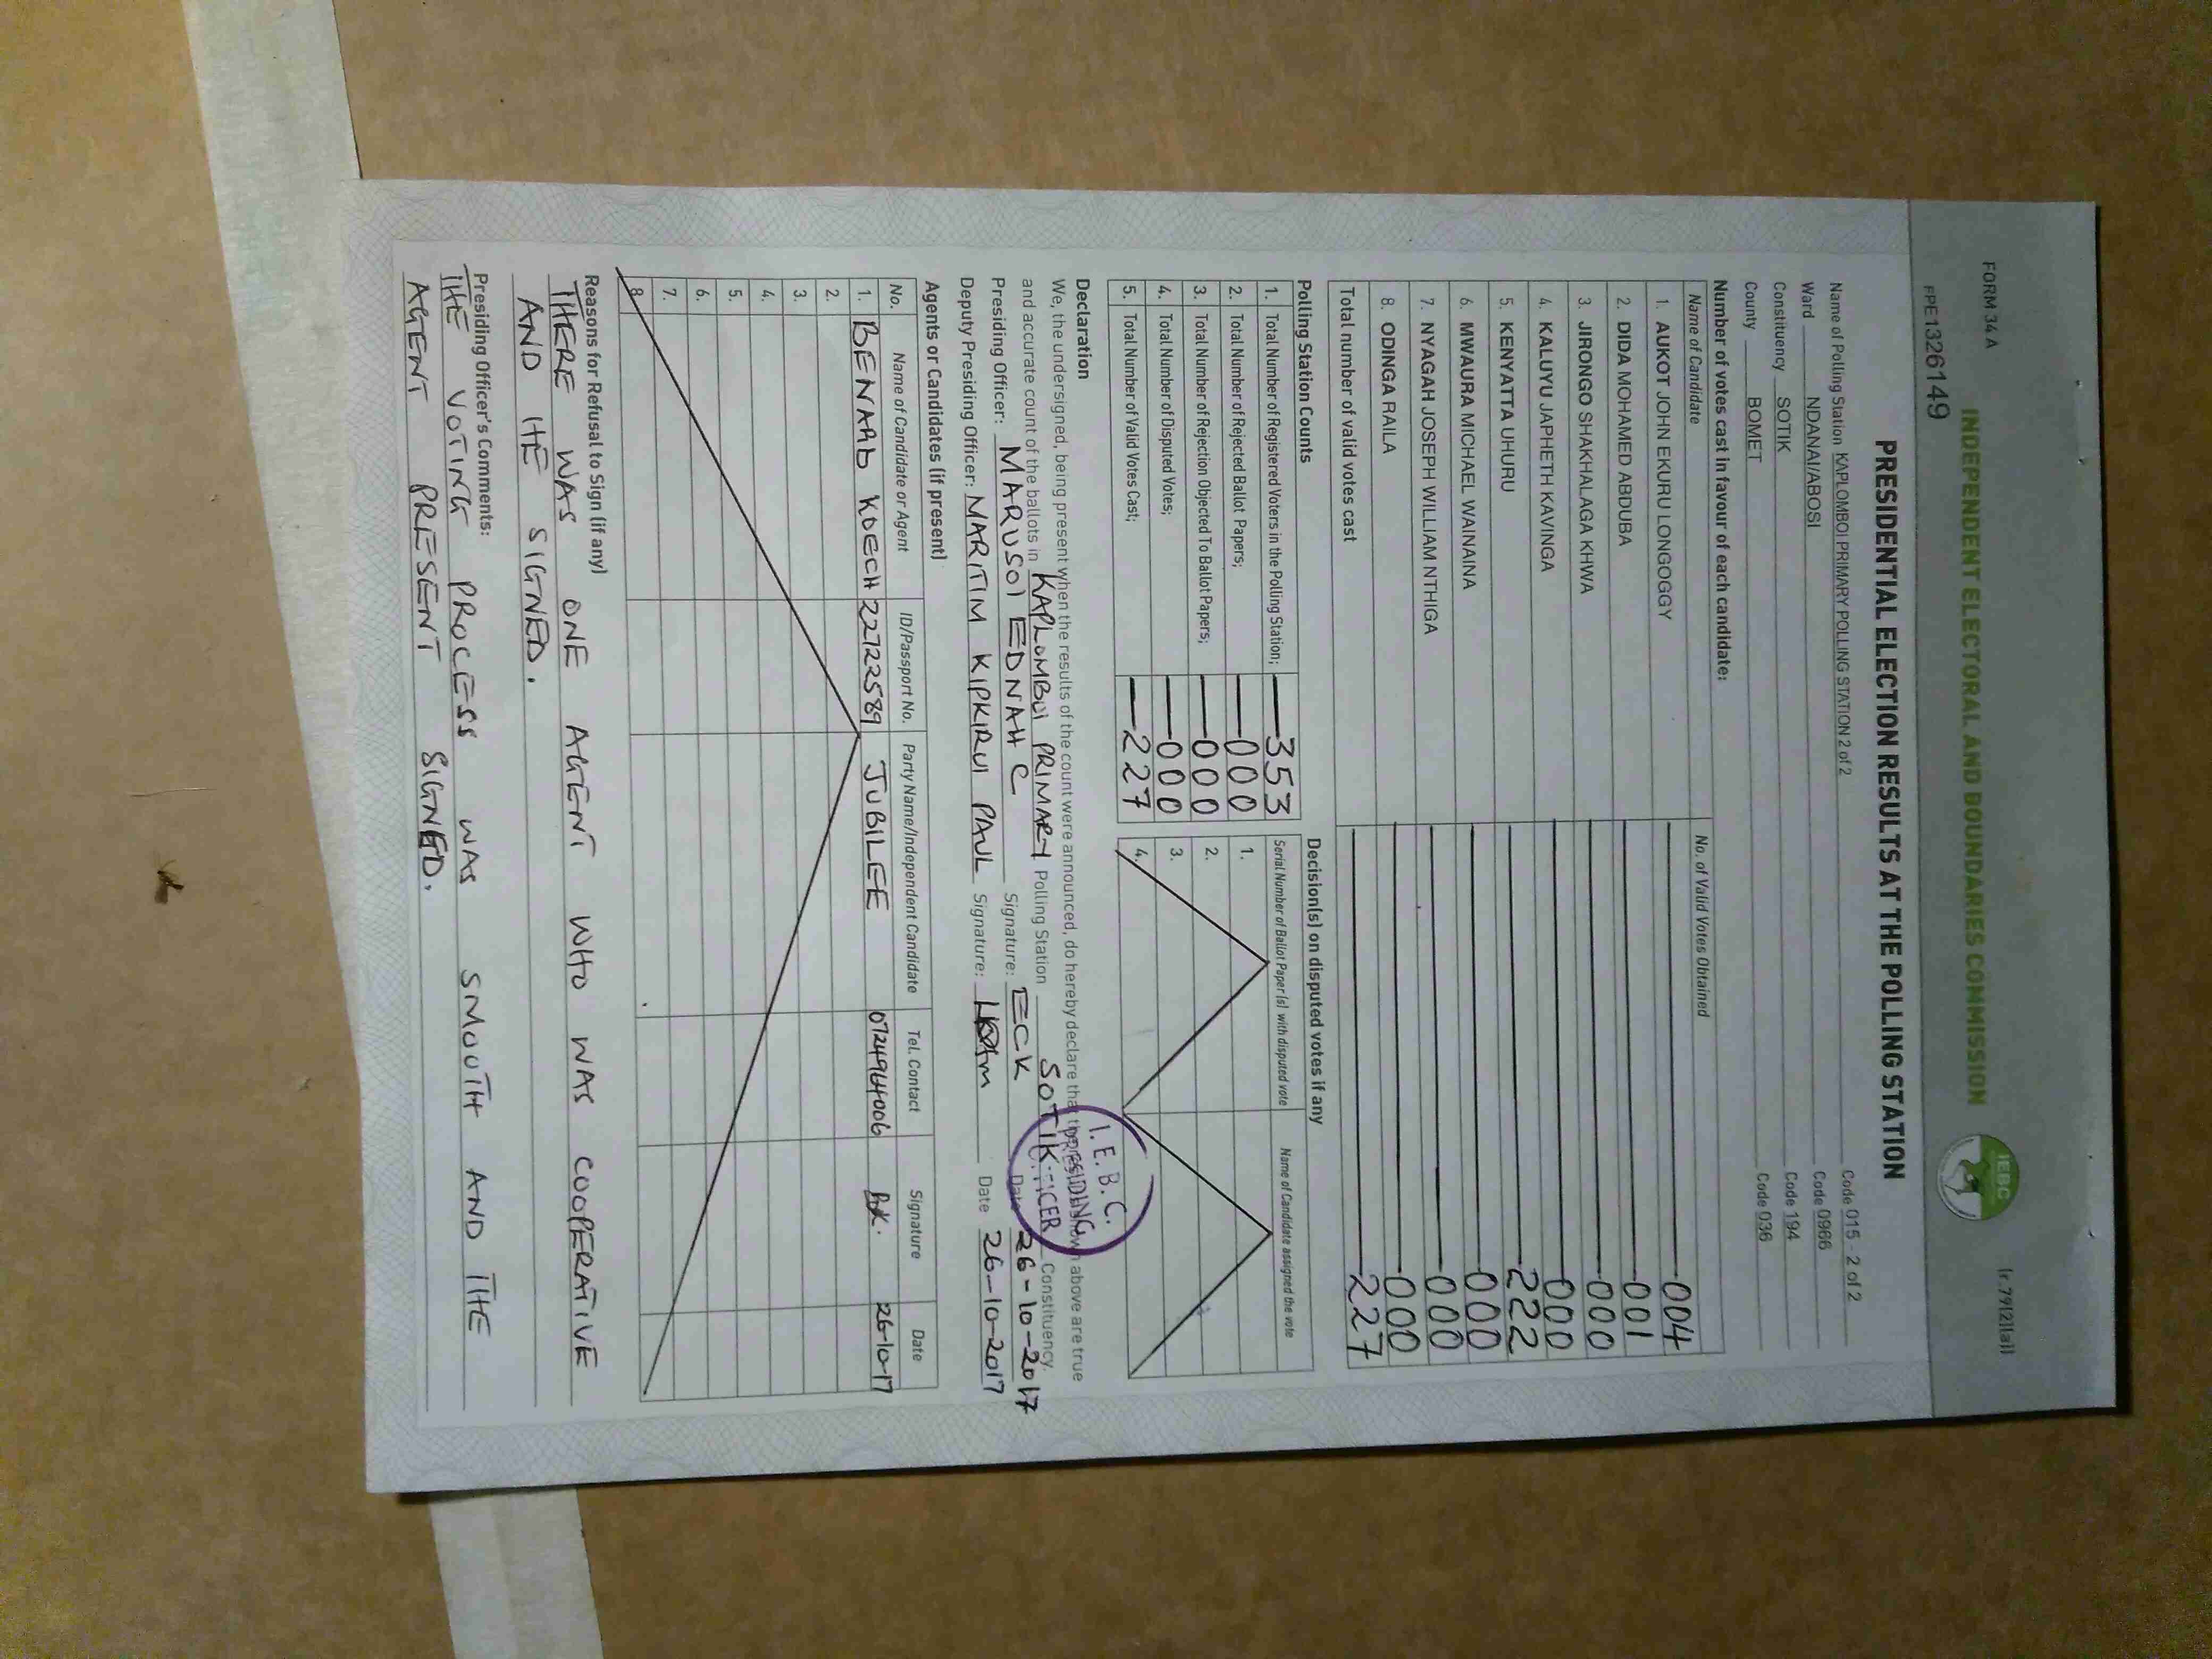 FORM 34 A
(r.79(2)(a))
INDEPENDENT ELECTORAL AND BOUNDARIES COMMISSION
IEBC
FPE1326149
PRESIDENTIAL ELECTION RESULTS AT THE POLLING STATION
Name of Polling Station KAPLOMBOI PRIMARY POLLING STATION 2 of 2 Code 015 - 2 of 2
Ward NDANAI/ABOSI Code 0966
Constituency SOTIK Code 194
County BOMET Code 036
Number of votes cast in favour of each candidate:
Name of Candidate No. of Valid Votes Obtained
1. AUKOT JOHN EKURU LONGOGGY 004
2. DIDA MOHAMED ABDUBA 001
3. JIRONGO SHAKHALAGA KHWA 000
4. KALUYU JAPHETH KAVINGA 000
5. KENYATTA UHURU 222
6. MWAURA MICHAEL WAINAINA 000
7. NYAGAH JOSEPH WILLIAM NTHIGA 000
8. ODINGA RAILA 000
Total number of valid votes cast 227
Polling Station Counts
1. Total Number of Registered Voters in the Polling Station; 353
2. Total Number of Rejected Ballot Papers; 000
3. Total Number of Rejection Objected To Ballot Papers; 000
4. Total Number of Disputed Votes; 000
5. Total Number of Valid Votes Cast; 227
Decision(s) on disputed votes if any
Serial Number of Ballot Paper (s) with disputed vote Name of Candidate assigned the vote
1.
2.
3.
4.
Declaration
We, the undersigned, being present when the results of the count were announced, do hereby declare that the results shown above are true
and accurate count of the ballots in KAPLOMBOI PRIMARY Polling Station SOTIK Constituency.
Presiding Officer: MARUSOI EDNAH C Signature: ECK Date 26-10-2017
Deputy Presiding Officer: MARITIM KIPKIRUI PAUL Signature: Date 26-10-2017
I.E.B.C.
PRESIDING
OFFICER
Agents or Candidates (if present)
No. Name of Candidate or Agent ID/Passport No. Party Name/Independent Candidate Tel. Contact Signature Date
1. BENARD KOECH 22722589 JUBILEE 0724964006 BK. 26-10-17
2.
3.
4.
5.
6.
7.
8.
Reasons for Refusal to Sign (if any)
THERE WAS ONE AGENT WHO WAS COOPERATIVE
AND HE SIGNED.
Presiding Officer's Comments:
THE VOTING PROCESS WAS SMOOTH AND THE
AGENT PRESENT SIGNED.